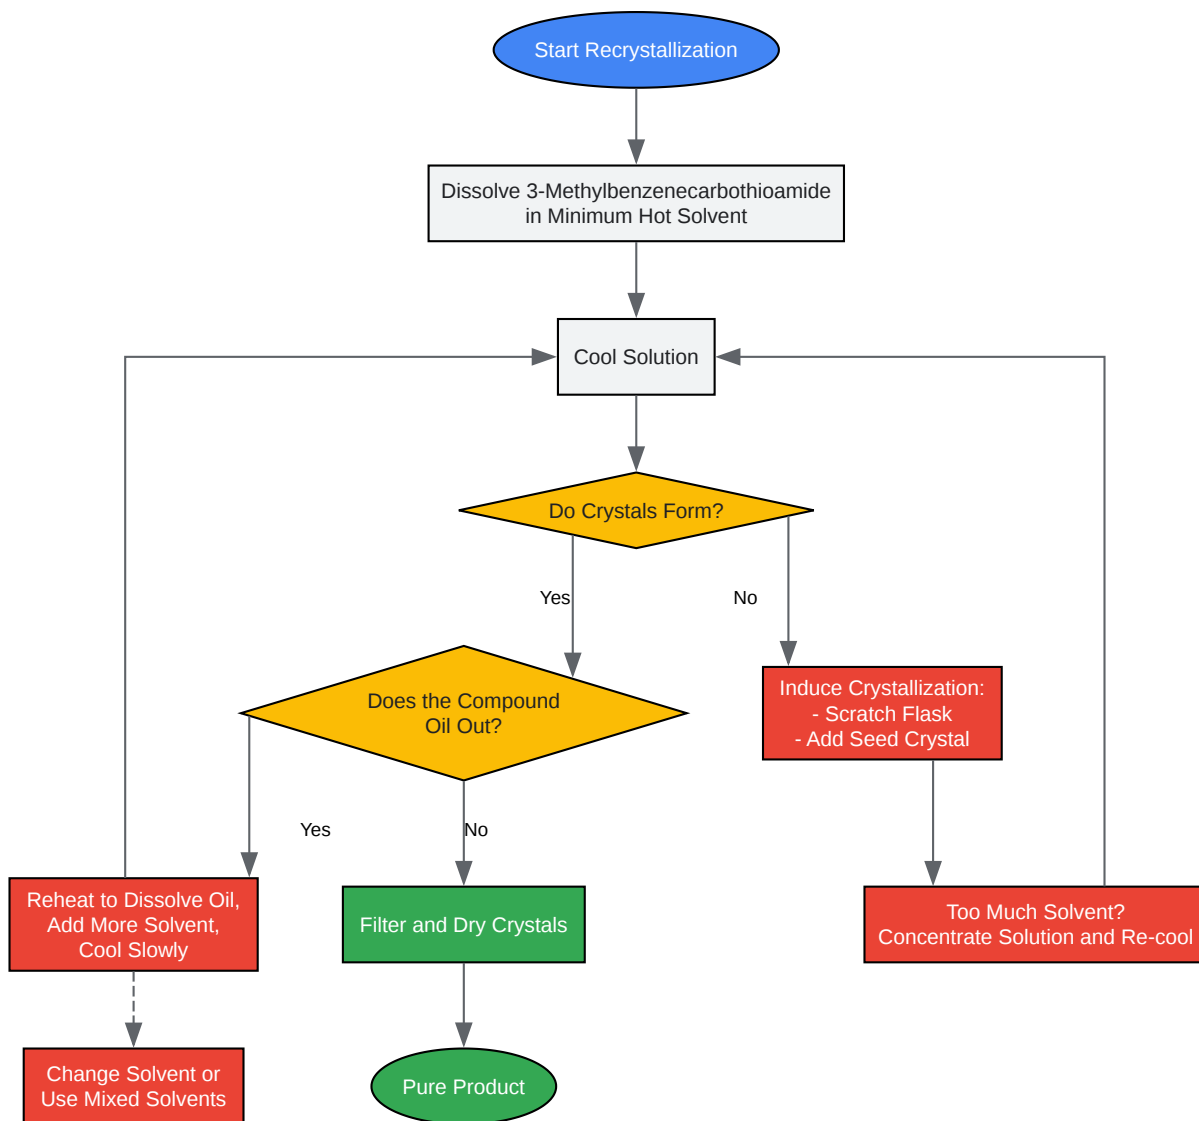 Start Recrystallization
Dissolve 3-Methylbenzenecarbothioamide
in Minimum Hot Solvent
Cool Solution
Do Crystals Form?
Yes
No
Does the Compound
Oil Out?
Induce Crystallization:
- Scratch Flask
- Add Seed Crystal
Yes
No
Reheat to Dissolve Oil,
Add More Solvent,
Cool Slowly
Filter and Dry Crystals
Too Much Solvent?
Concentrate Solution and Re-cool
Change Solvent or
Use Mixed Solvents
Pure Product